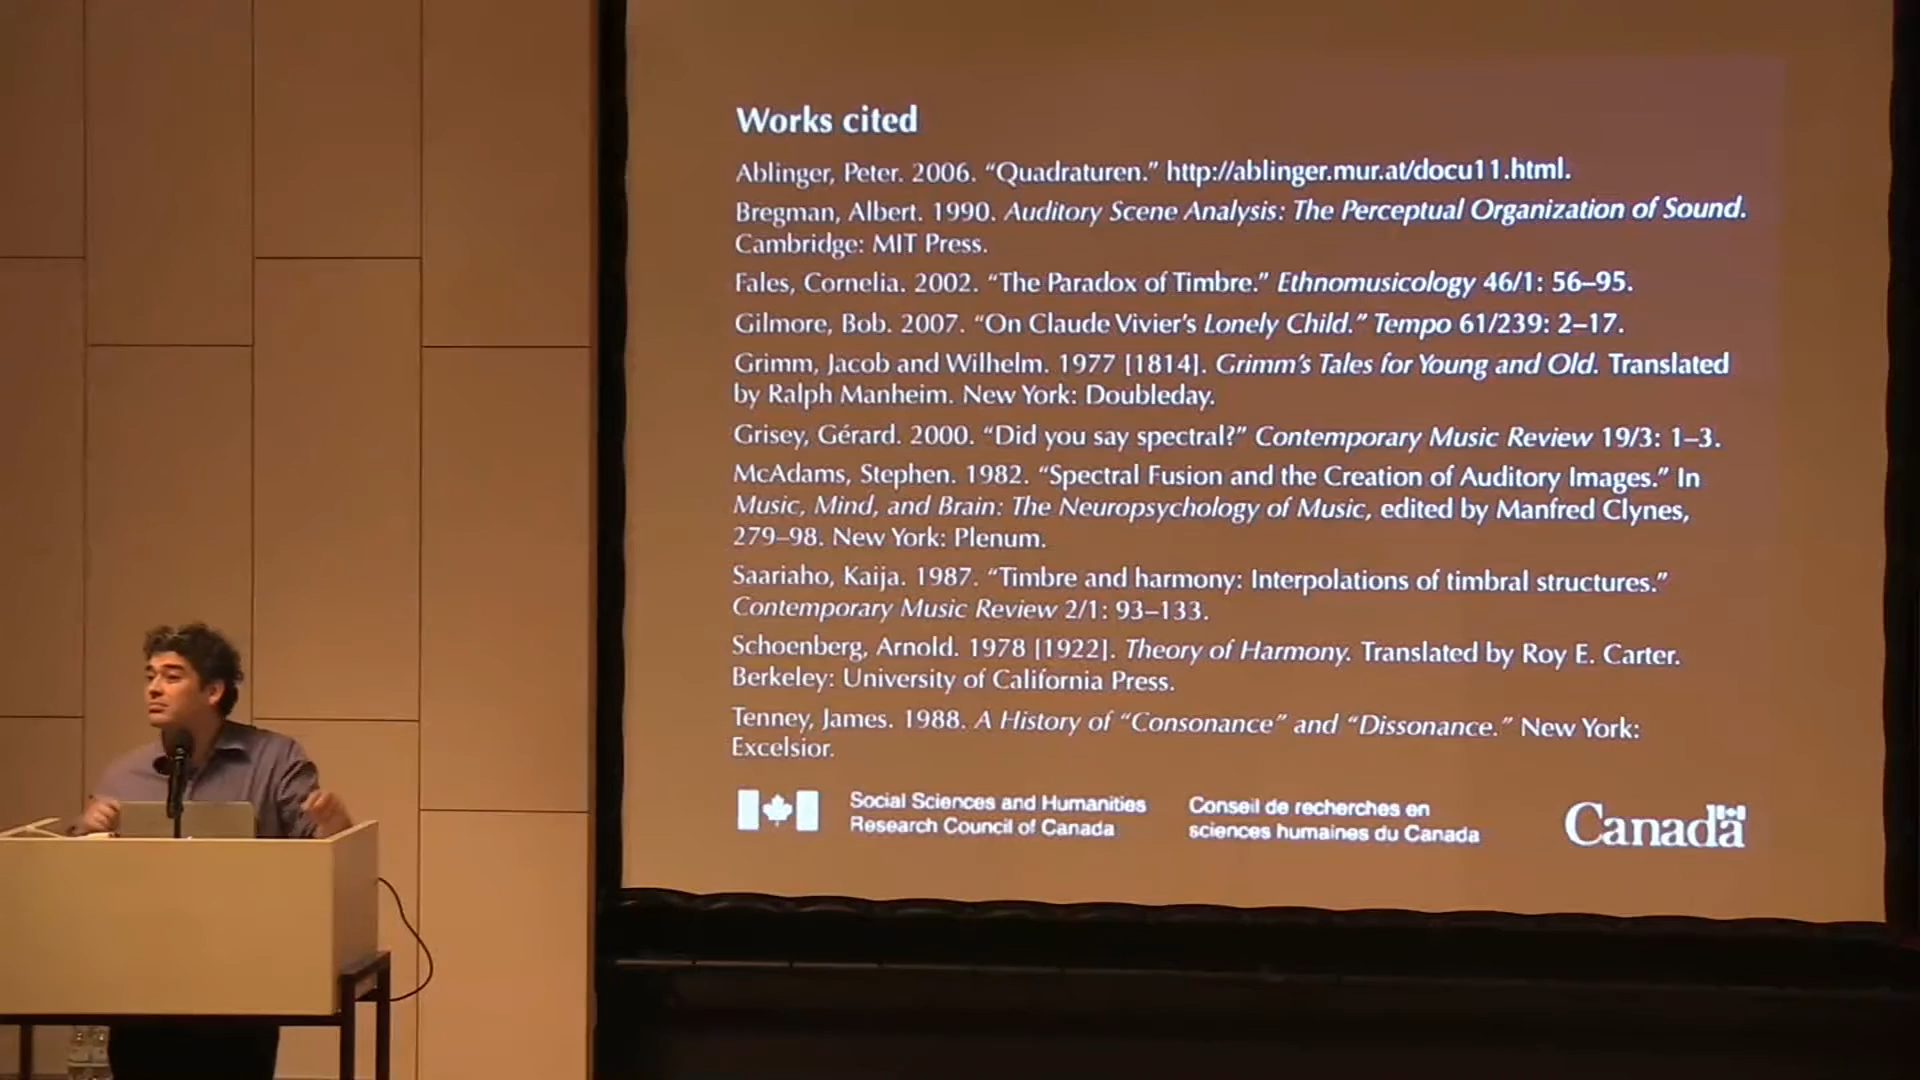 Works cited
Ablinger, Peter. 2006. “Quadraturen.” http://ablinger.mur.at/docu11.html.
Bregman, Albert. 1990. Auditory Scene Analysis: The Perceptual Organization of Sound.
Cambridge: MIT Press.
Fales, Cornelia. 2002. “The Paradox of Timbre.” Ethnomusicology 46/1: 56–95.
Gilmore, Bob. 2007. “On Claude Vivier’s Lonely Child.” Tempo 61/239: 2–17.
Grimm, Jacob and Wilhelm. 1977 [1814]. Grimm’s Tales for Young and Old. Translated
by Ralph Manheim. New York: Doubleday.
Grisey, Gérard. 2000. “Did you say spectral?” Contemporary Music Review 19/3: 1–3.
McAdams, Stephen. 1982. “Spectral Fusion and the Creation of Auditory Images.” In
Music, Mind, and Brain: The Neuropsychology of Music, edited by Manfred Clynes,
279–98. New York: Plenum.
Saariaho, Kaija. 1987. “Timbre and harmony: Interpolations of timbral structures.”
Contemporary Music Review 2/1: 93–133.
Schoenberg, Arnold. 1978 [1922]. Theory of Harmony. Translated by Roy E. Carter.
Berkeley: University of California Press.
Tenney, James. 1988. A History of “Consonance” and “Dissonance.” New York:
Excelsior.
Social Sciences and Humanities
Research Council of Canada
Conseil de recherches en
sciences humaines du Canada
Canada